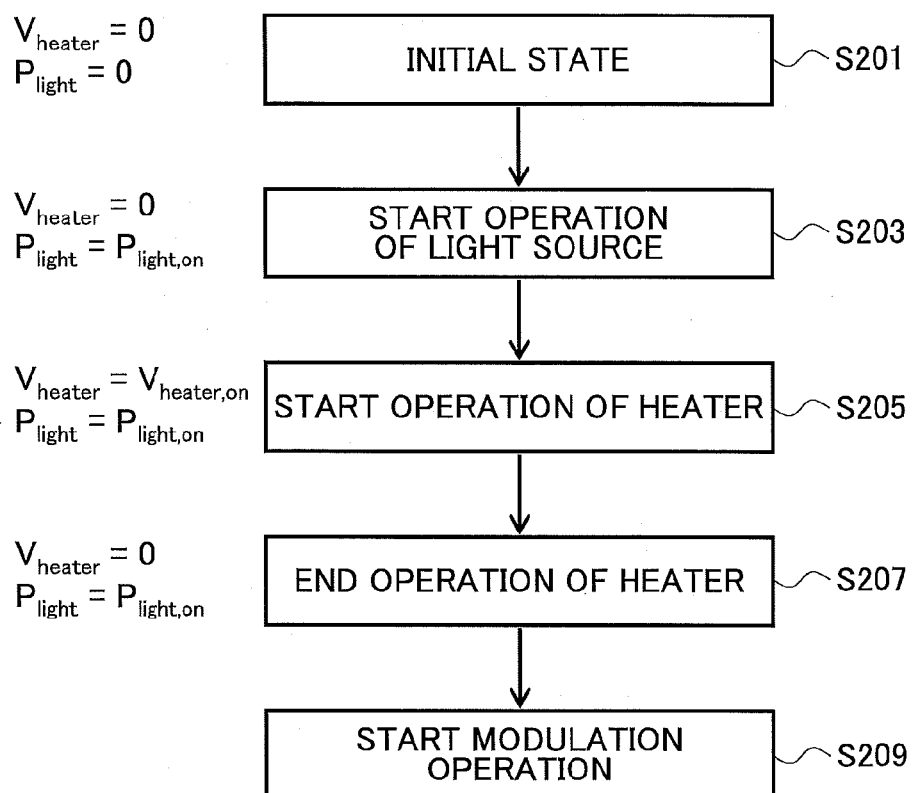 V_heater = 0
P_light = 0
INITIAL STATE
S201
V_heater = 0
P_light = P_light,on
START OPERATION
OF LIGHT SOURCE
S203
V_heater = V_heater,on
P_light = P_light,on
START OPERATION OF HEATER
S205
V_heater = 0
P_light = P_light,on
END OPERATION OF HEATER
S207
START MODULATION
OPERATION
S209